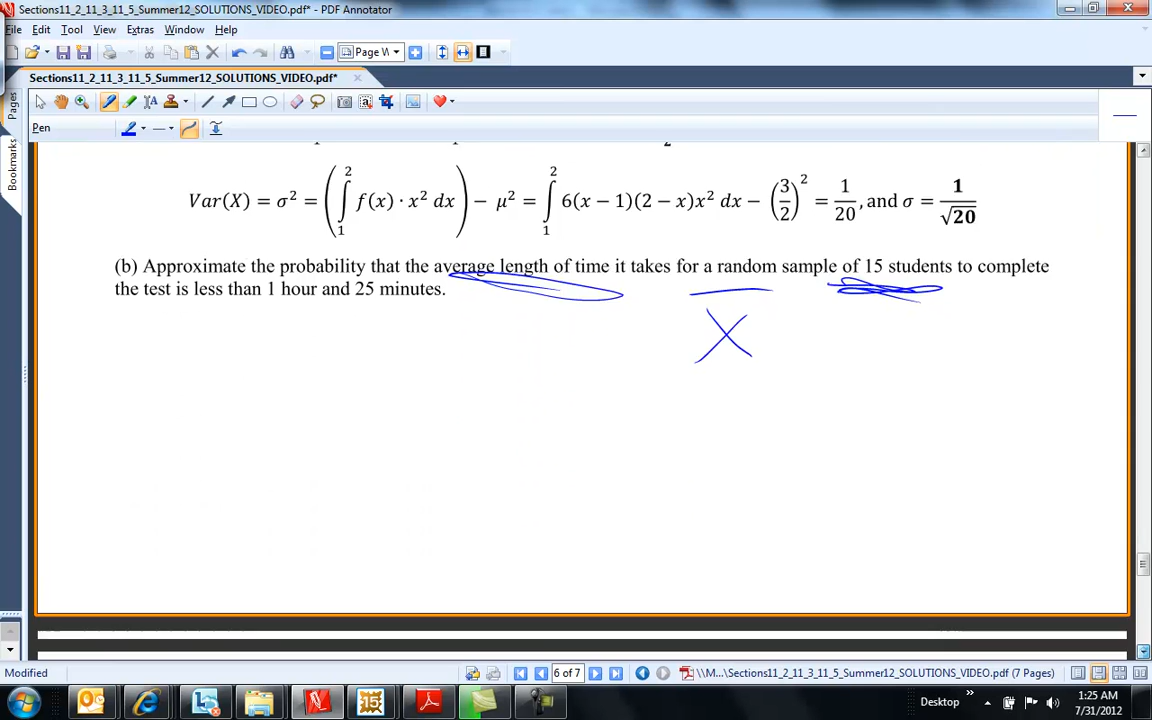 Sections11_2_11_3_11_5_Summer12_SOLUTIONS_VIDEO.pdf* - PDF Annotator
File Edit Tool View Extras Window Help
Page W
Sections11_2_11_3_11_5_Summer12_SOLUTIONS_VIDEO.pdf*
Pen
Pages
Bookmarks
Var(X) = σ² = (∫₁² f(x) · x² dx) − μ² = ∫₁² 6(x − 1)(2 − x)x² dx − (3/2)² = 1/20, and σ = 1/√20
(b) Approximate the probability that the average length of time it takes for a random sample of 15 students to complete
the test is less than 1 hour and 25 minutes.
X̅
Modified
6 of 7
\\M...\Sections11_2_11_3_11_5_Summer12_SOLUTIONS_VIDEO.pdf (7 Pages)
Desktop
»
1:25 AM
7/31/2012